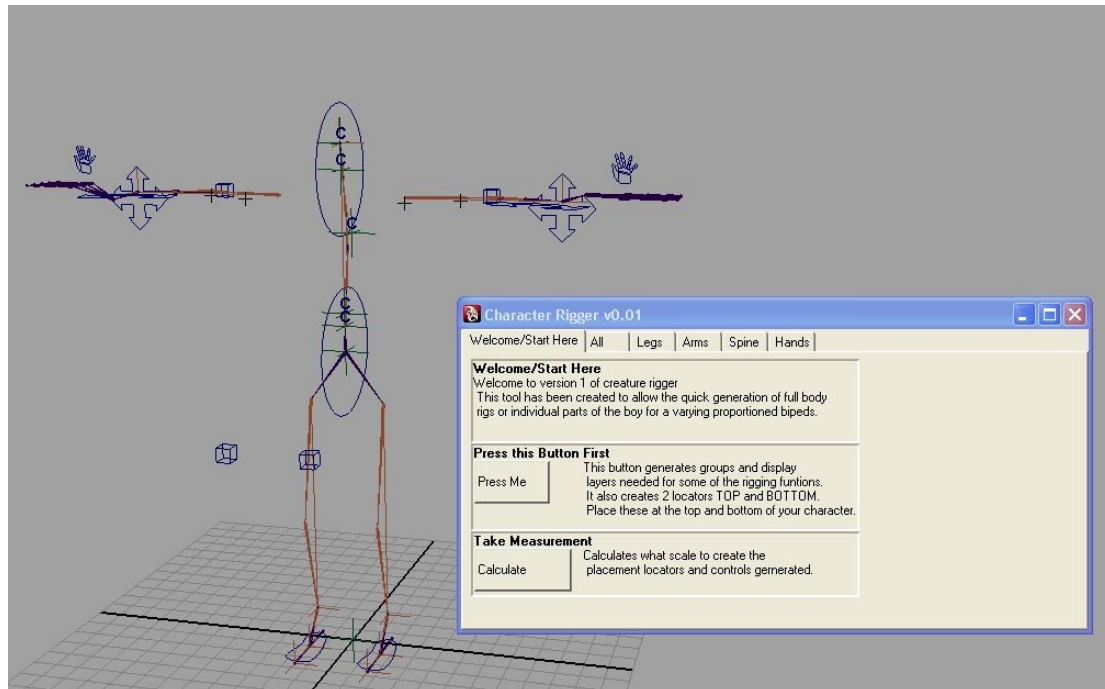 C
C
C
C
C
Character Rigger v0.01
Welcome/Start Here All Legs Arms Spine Hands
Welcome/Start Here
Welcome to version 1 of creature rigger
This tool has been created to allow the quick generation of full body
rigs or individual parts of the boy for a varying proportioned bipeds.
Press this Button First
Press Me
This button generates groups and display
layers needed for some of the rigging funtions.
It also creates 2 locators TOP and BOTTOM.
Place these at the top and bottom of your character.
Take Measurement
Calculate
Calculates what scale to create the
placement locators and controls gernerated.